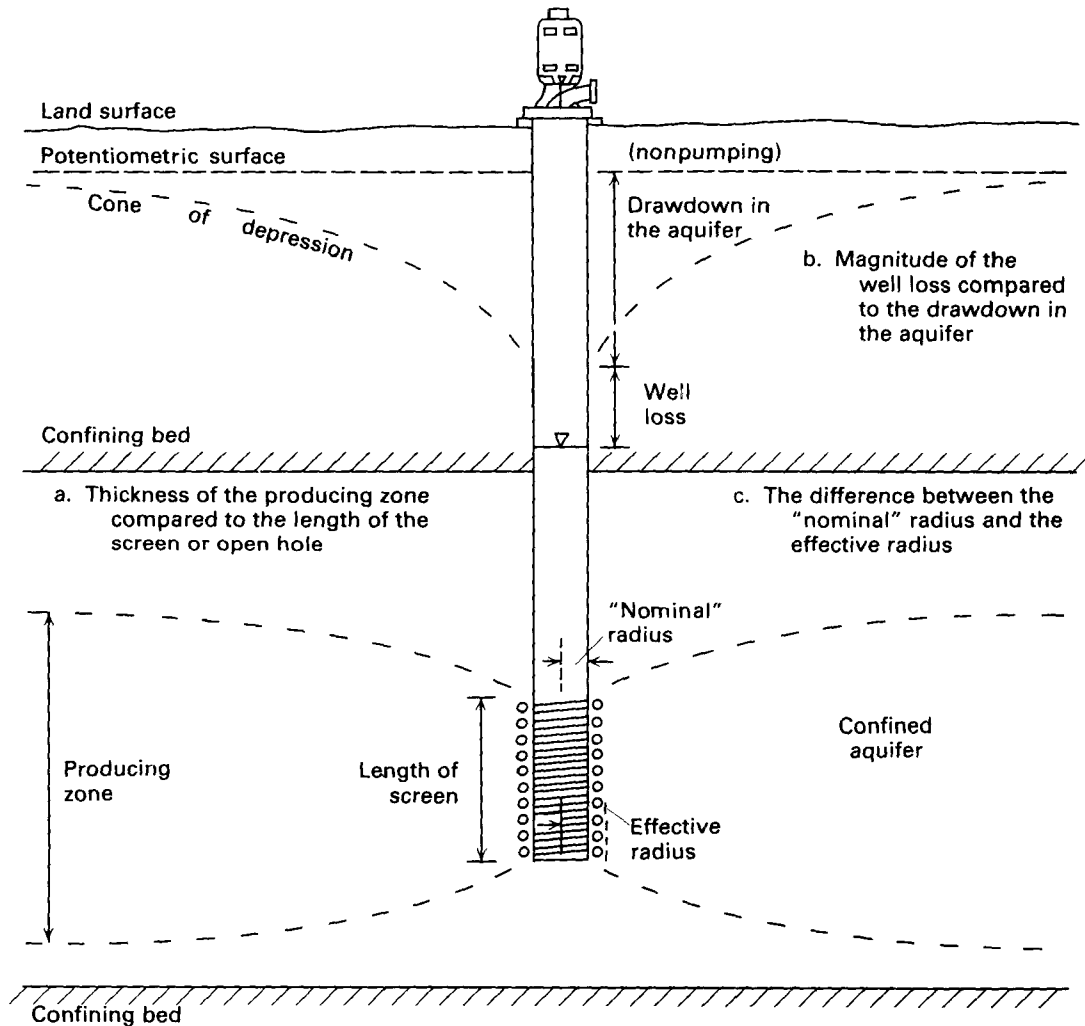 Land surface
Potentiometric surface
(nonpumping)
Cone of depression
Drawdown in
the aquifer
b. Magnitude of the
well loss compared
to the drawdown in
the aquifer
Well
loss
Confining bed
a. Thickness of the producing zone
compared to the length of the
screen or open hole
c. The difference between the
“nominal” radius and the
effective radius
“Nominal”
radius
Confined
aquifer
Producing
zone
Length of
screen
Effective
radius
Confining bed